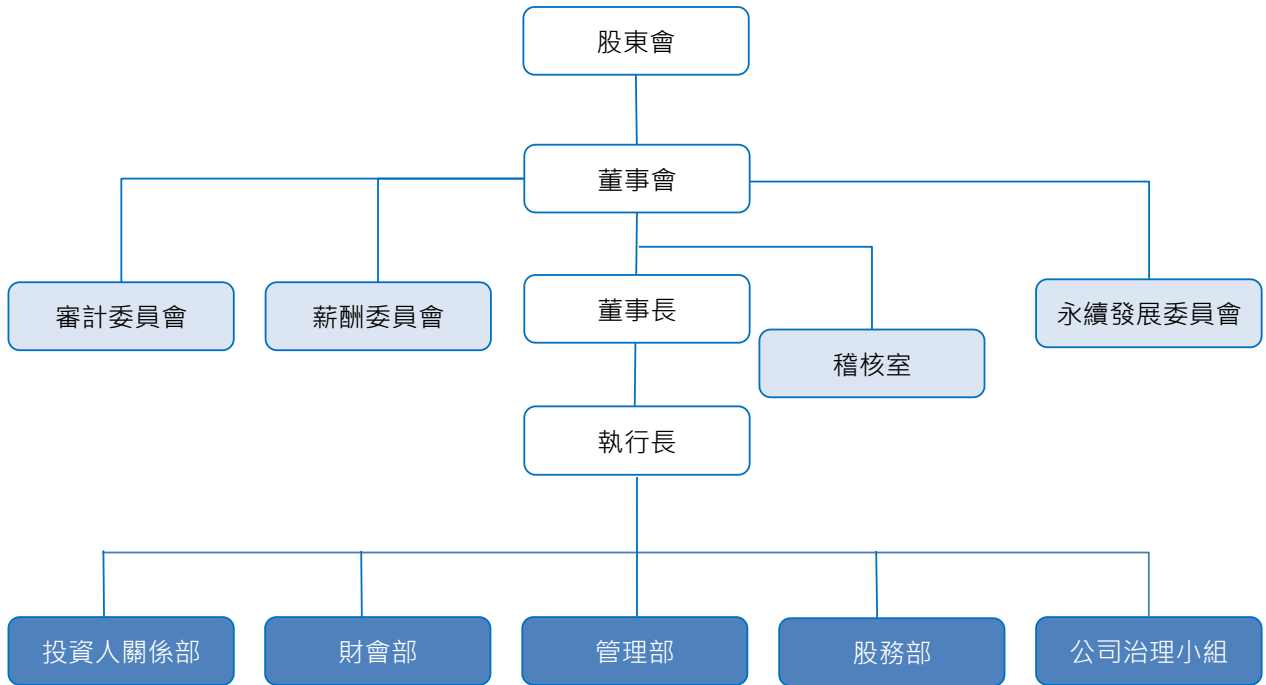 股東會
董事會
審計委員會
薪酬委員會
董事長
稽核室
永續發展委員會
執行長
投資人關係部
財會部
管理部
股務部
公司治理小組